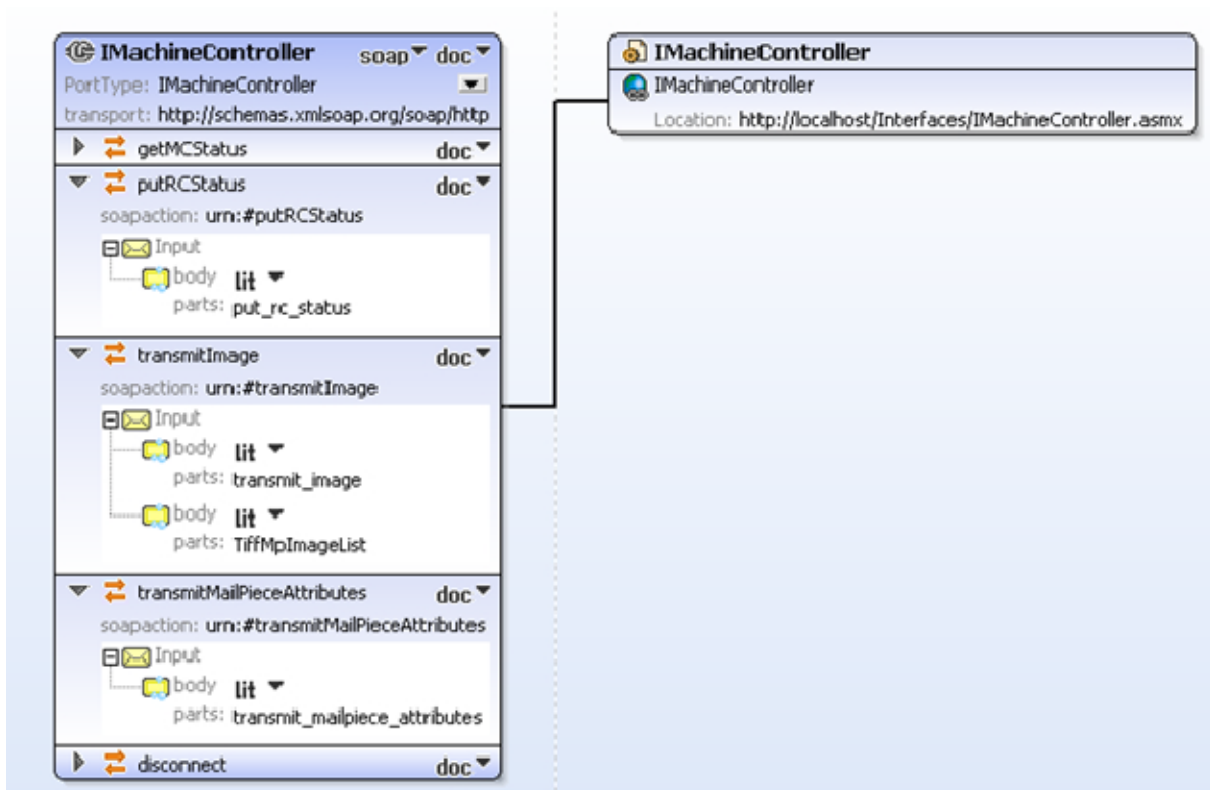 IMachineController soap doc
PortType: IMachineController
transport: http://schemas.xmlsoap.org/soap/http
getMCStatus doc
putRCStatus doc
soapaction: urn:#putRCStatus
Input
body lit
parts: put_rc_status
transmitImage doc
soapaction: urn:#transmitImage
Input
body lit
parts: transmit_image
body lit
parts: TiffMpImageList
transmitMailPieceAttributes doc
soapaction: urn:#transmitMailPieceAttributes
Input
body lit
parts: transmit_mailpiece_attributes
disconnect doc
IMachineController
IMachineController
Location: http://localhost/Interfaces/IMachineController.asmx